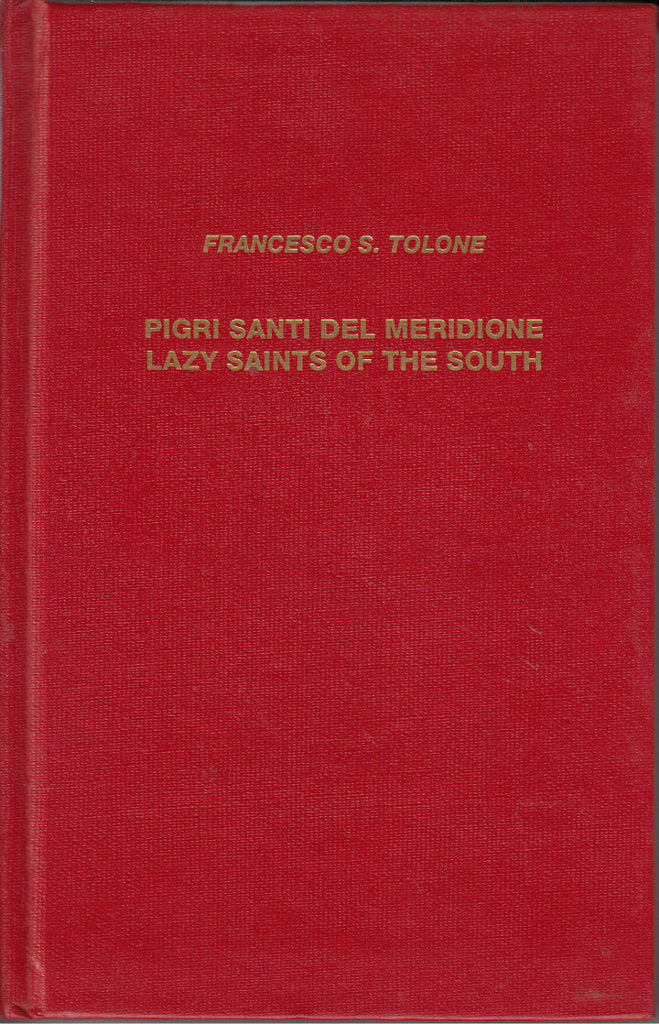 FRANCESCO S. TOLONE
PIGRI SANTI DEL MERIDIONE
LAZY SAINTS OF THE SOUTH